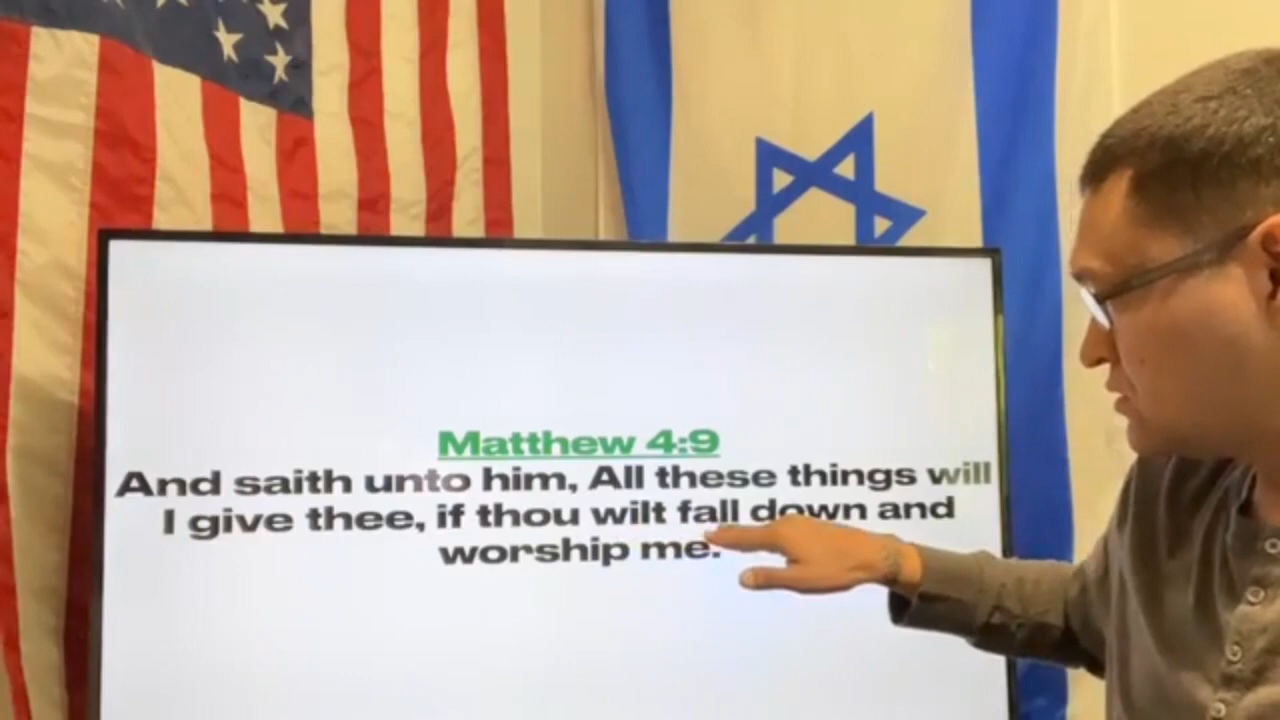 Matthew 4:9
And saith unto him, All these things will
I give thee, if thou wilt fall down and
worship me.